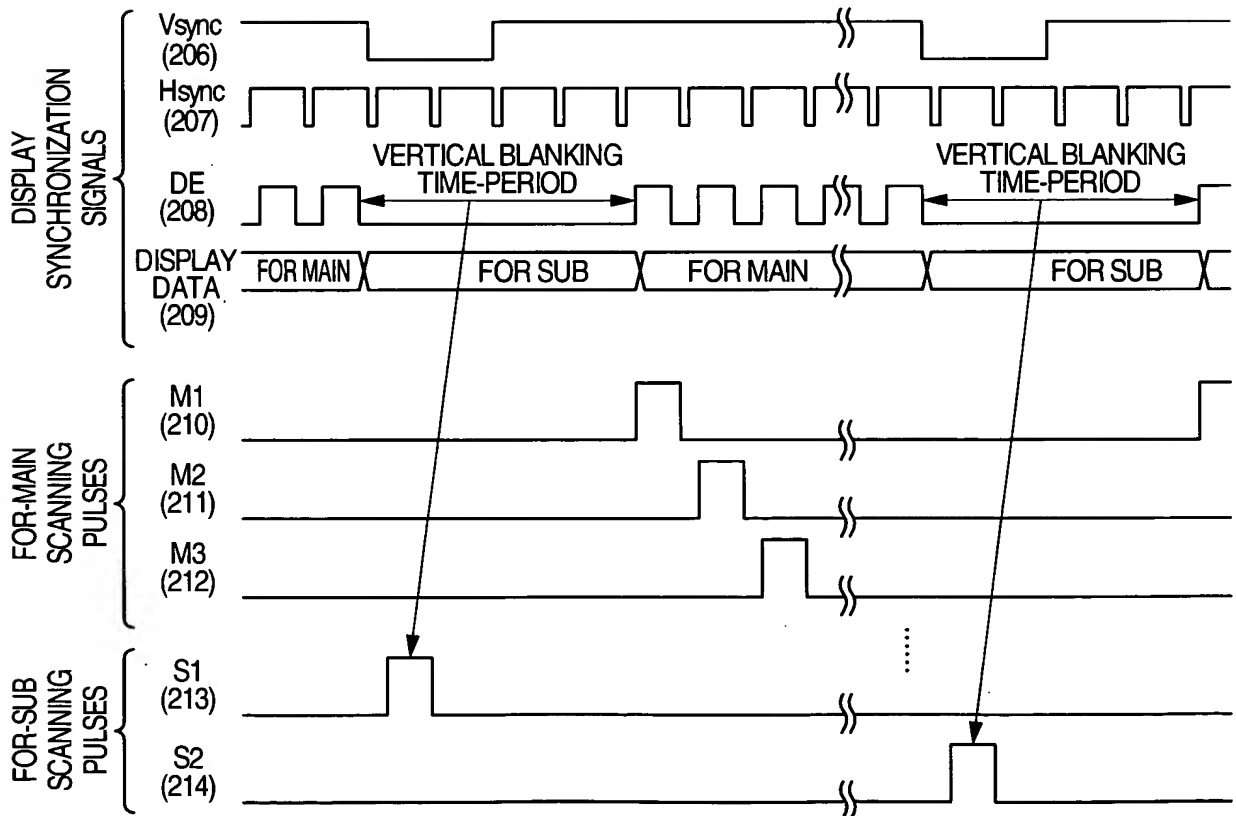 DISPLAY
SYNCHRONIZATION
SIGNALS
Vsync
(206)
Hsync
(207)
VERTICAL BLANKING
TIME-PERIOD
VERTICAL BLANKING
TIME-PERIOD
DE
(208)
DISPLAY
DATA
(209)
FOR MAIN
FOR SUB
FOR MAIN
FOR SUB
FOR-MAIN
SCANNING
PULSES
M1
(210)
M2
(211)
M3
(212)
FOR-SUB
SCANNING
PULSES
S1
(213)
S2
(214)